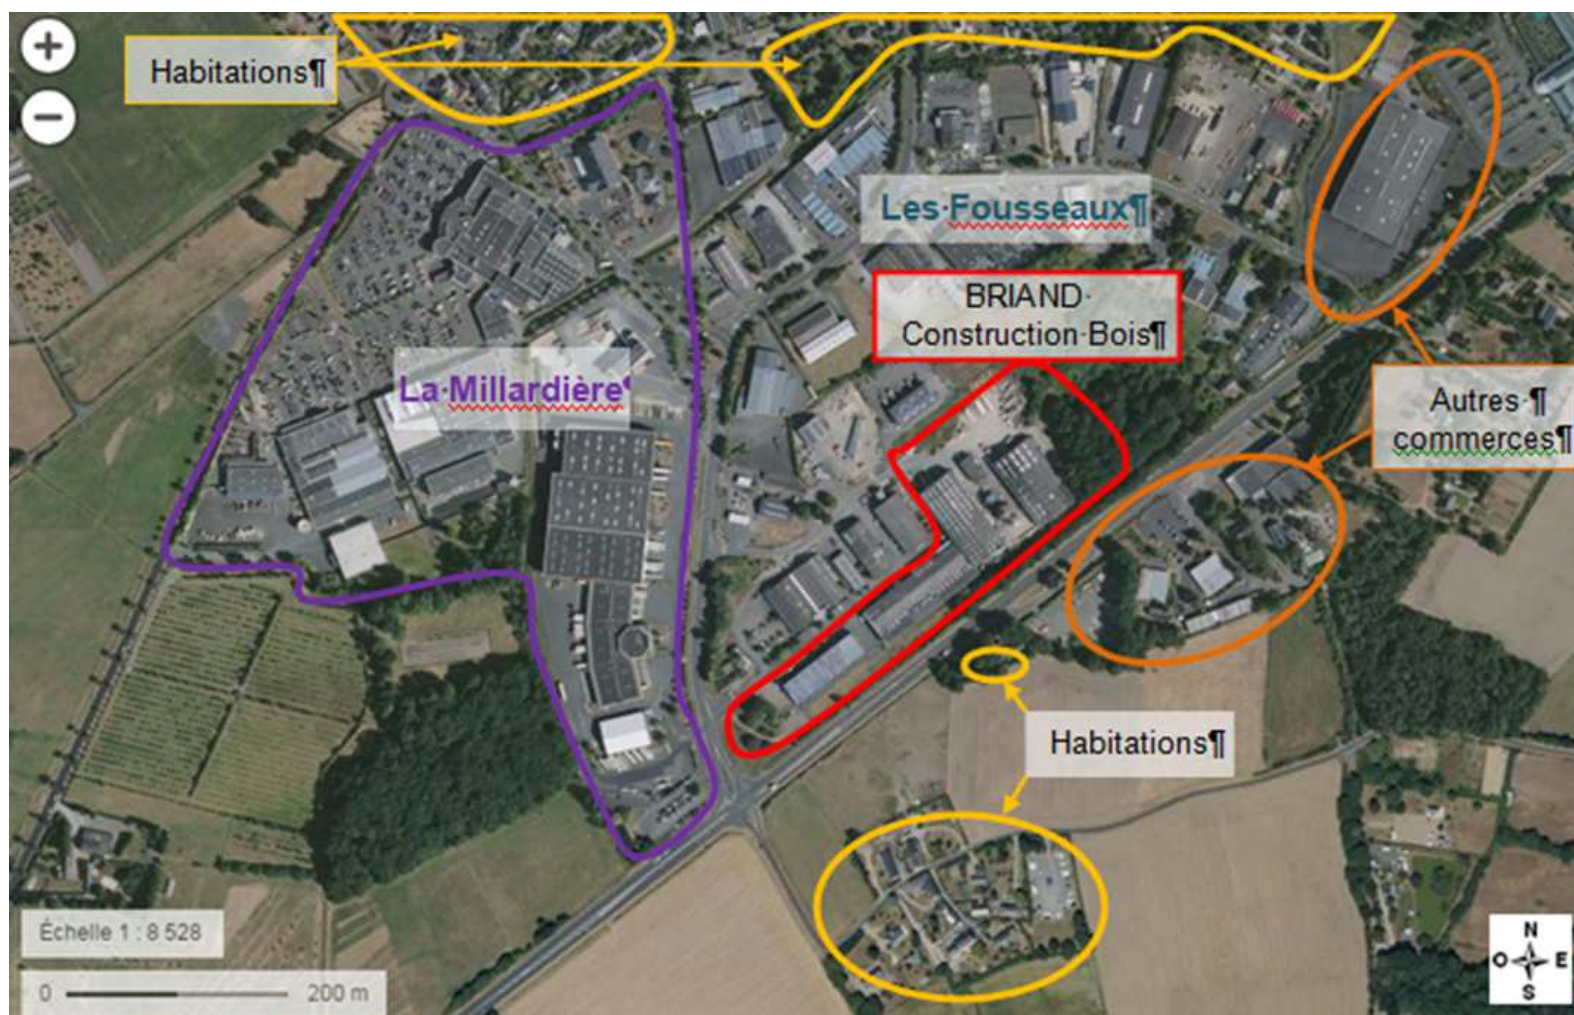 +
Habitations¶
−
Les·Fousseaux¶
BRIAND·
Construction·Bois¶
La·Millardière¶
Autres·¶
commerces¶
Habitations¶
Échelle 1 : 8 528
0 200 m
N
O E
S